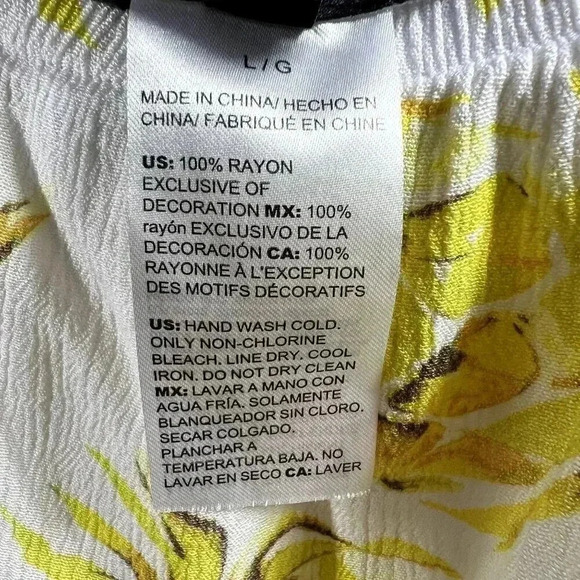 L / G
MADE IN CHINA/ HECHO EN
CHINA/ FABRIQUÉ EN CHINE
US: 100% RAYON
EXCLUSIVE OF
DECORATION MX: 100%
rayón EXCLUSIVO DE LA
DECORACIÓN CA: 100%
RAYONNE À L'EXCEPTION
DES MOTIFS DÉCORATIFS
US: HAND WASH COLD.
ONLY NON-CHLORINE
BLEACH. LINE DRY. COOL
IRON. DO NOT DRY CLEAN
MX: LAVAR A MANO CON
AGUA FRÍA. SOLAMENTE
BLANQUEADOR SIN CLORO.
SECAR COLGADO.
PLANCHAR A
TEMPERATURA BAJA. NO
LAVAR EN SECO CA: LAVER